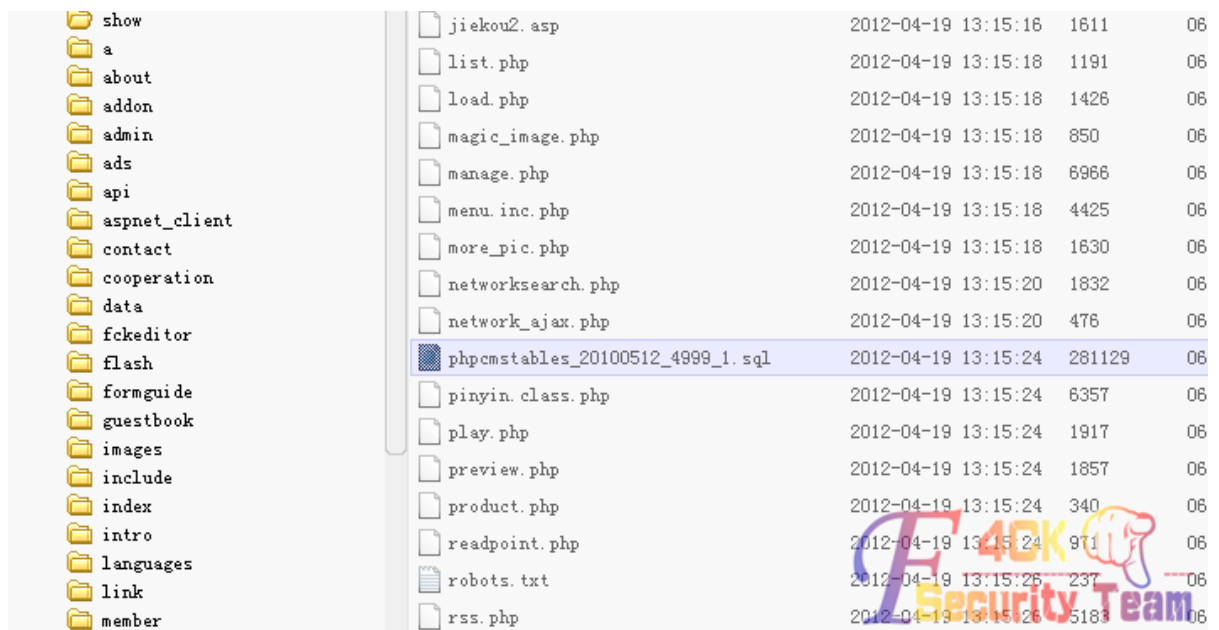 show
a
about
addon
admin
ads
api
aspnet_client
contact
cooperation
data
fckeditor
flash
formguide
guestbook
images
include
index
intro
languages
link
member
jiekou2.asp 2012-04-19 13:15:16 1611 06
list.php 2012-04-19 13:15:18 1191 06
load.php 2012-04-19 13:15:18 1426 06
magic_image.php 2012-04-19 13:15:18 850 06
manage.php 2012-04-19 13:15:18 6966 06
menu.inc.php 2012-04-19 13:15:18 4425 06
more_pic.php 2012-04-19 13:15:18 1630 06
networksearch.php 2012-04-19 13:15:20 1832 06
network_ajax.php 2012-04-19 13:15:20 476 06
phpcmstables_20100512_4999_1.sql 2012-04-19 13:15:24 281129 06
pinyin.class.php 2012-04-19 13:15:24 6357 06
play.php 2012-04-19 13:15:24 1917 06
preview.php 2012-04-19 13:15:24 1857 06
product.php 2012-04-19 13:15:24 340 06
readpoint.php 2012-04-19 13:15:24 971 06
robots.txt 2012-04-19 13:15:26 237 06
rss.php 2012-04-19 13:15:26 5183 06
F4CK
Security Team